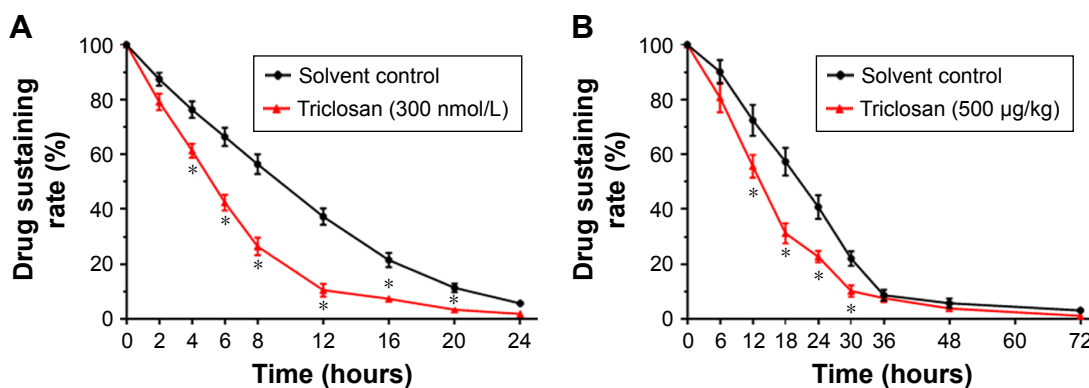 A
Drug sustaining
rate (%)
100
80
60
40
20
0
Solvent control
Triclosan (300 nmol/L)
*
*
*
*
*
*
0 2 4 6 8 12 16 20 24
Time (hours)
B
Drug sustaining
rate (%)
100
80
60
40
20
0
Solvent control
Triclosan (500 µg/kg)
*
*
*
*
0 6 12 18 24 30 36 48 60 72
Time (hours)